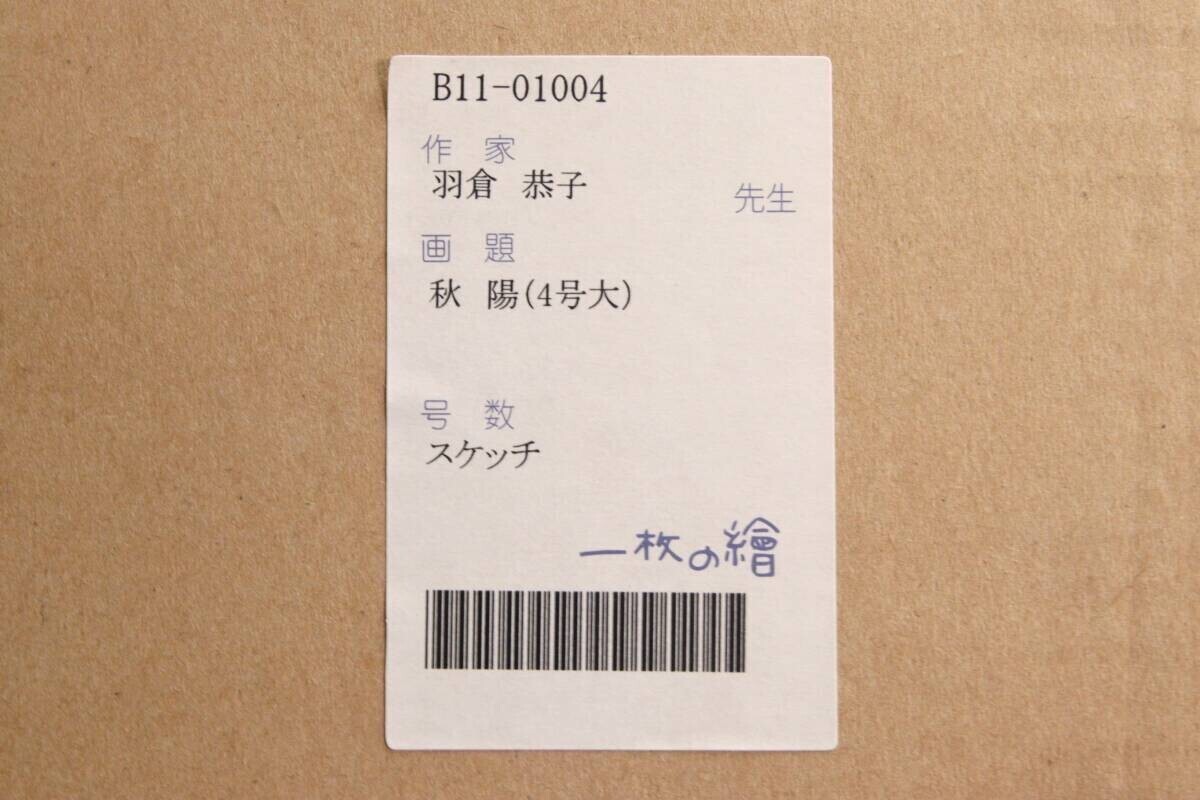 B11-01004
作 家
羽倉 恭子
先生
画 題
秋 陽(4号大)
号 数
スケッチ
一枚の繪